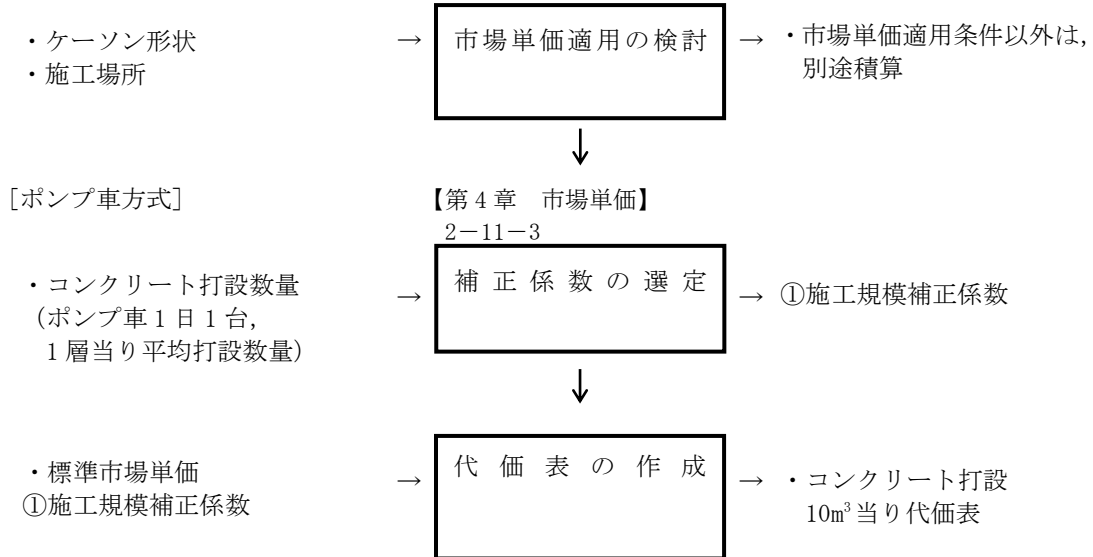 ・ケーソン形状 → 市場単価適用の検討 → ・市場単価適用条件以外は,
・施工場所 別途積算
↓
[ポンプ車方式] 【第4章 市場単価】
2-11-3
・コンクリート打設数量 → 補正係数の選定 → ①施工規模補正係数
(ポンプ車1日1台,
1層当り平均打設数量)
↓
・標準市場単価 → 代価表の作成 → ・コンクリート打設
①施工規模補正係数 10m³当り代価表